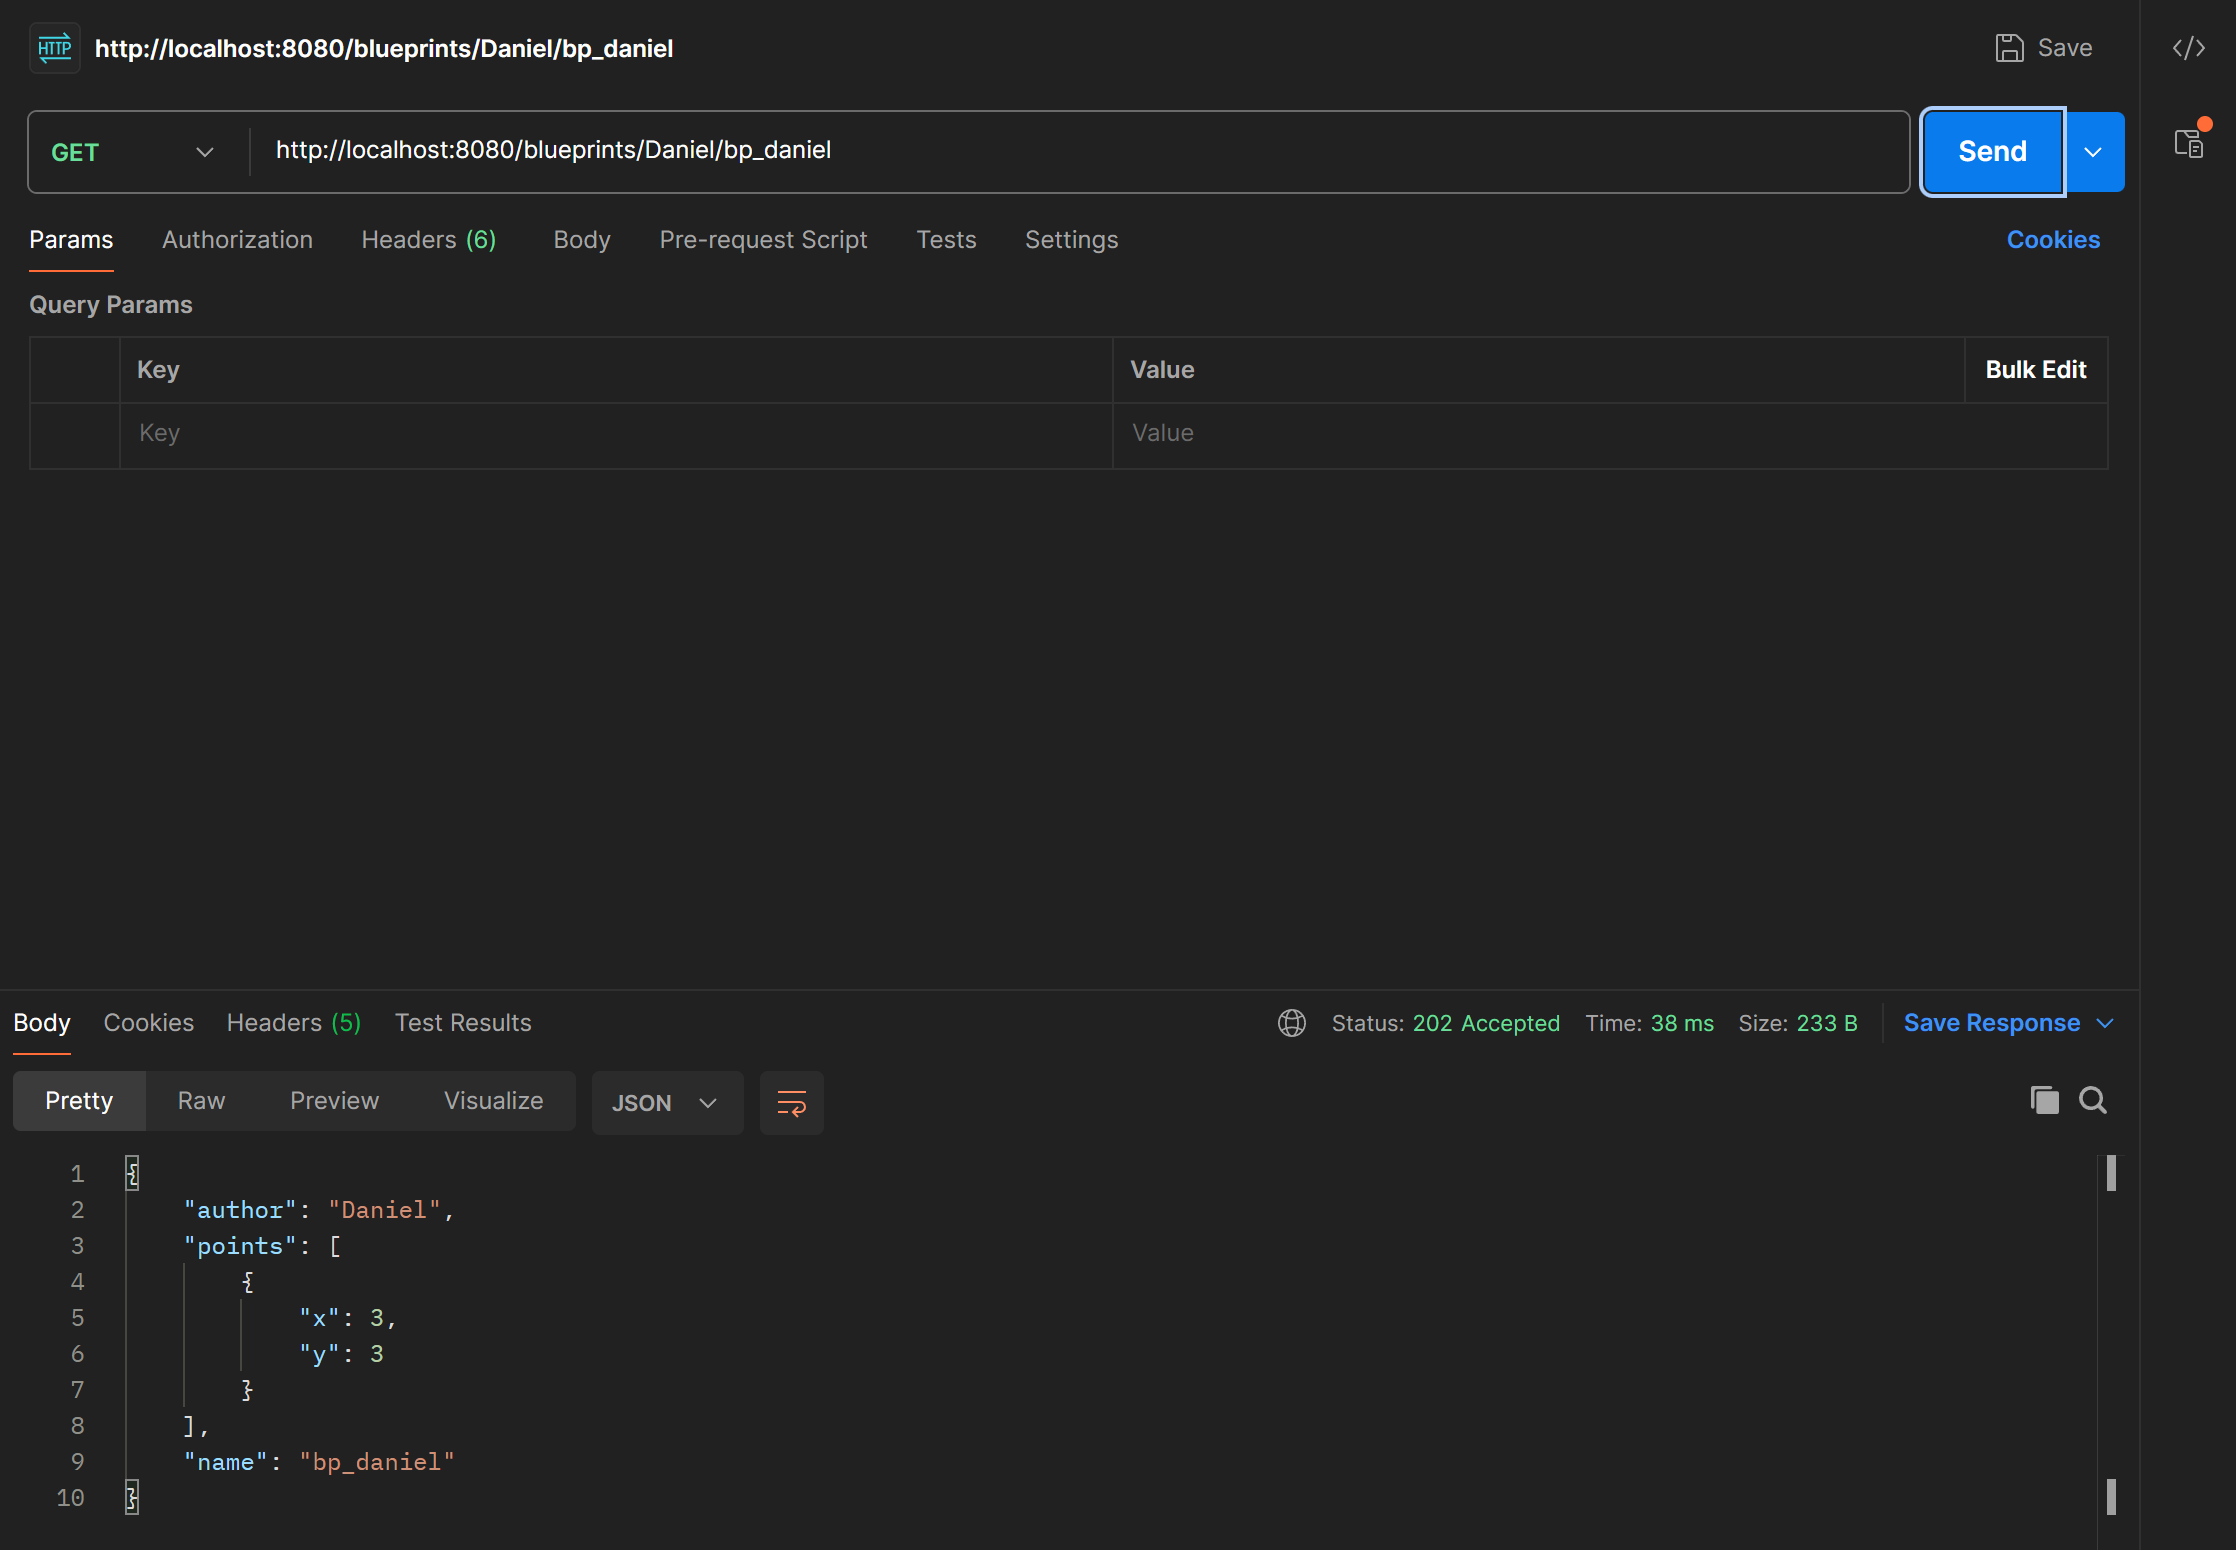 HTTP http://localhost:8080/blueprints/Daniel/bp_daniel Save
GET http://localhost:8080/blueprints/Daniel/bp_daniel Send
Params Authorization Headers (6) Body Pre-request Script Tests Settings Cookies
Query Params
Key Value Bulk Edit
Key Value
Body Cookies Headers (5) Test Results Status: 202 Accepted Time: 38 ms Size: 233 B Save Response
Pretty Raw Preview Visualize JSON
1 {
2 "author": "Daniel",
3 "points": [
4 {
5 "x": 3,
6 "y": 3
7 }
8 ],
9 "name": "bp_daniel"
10 }